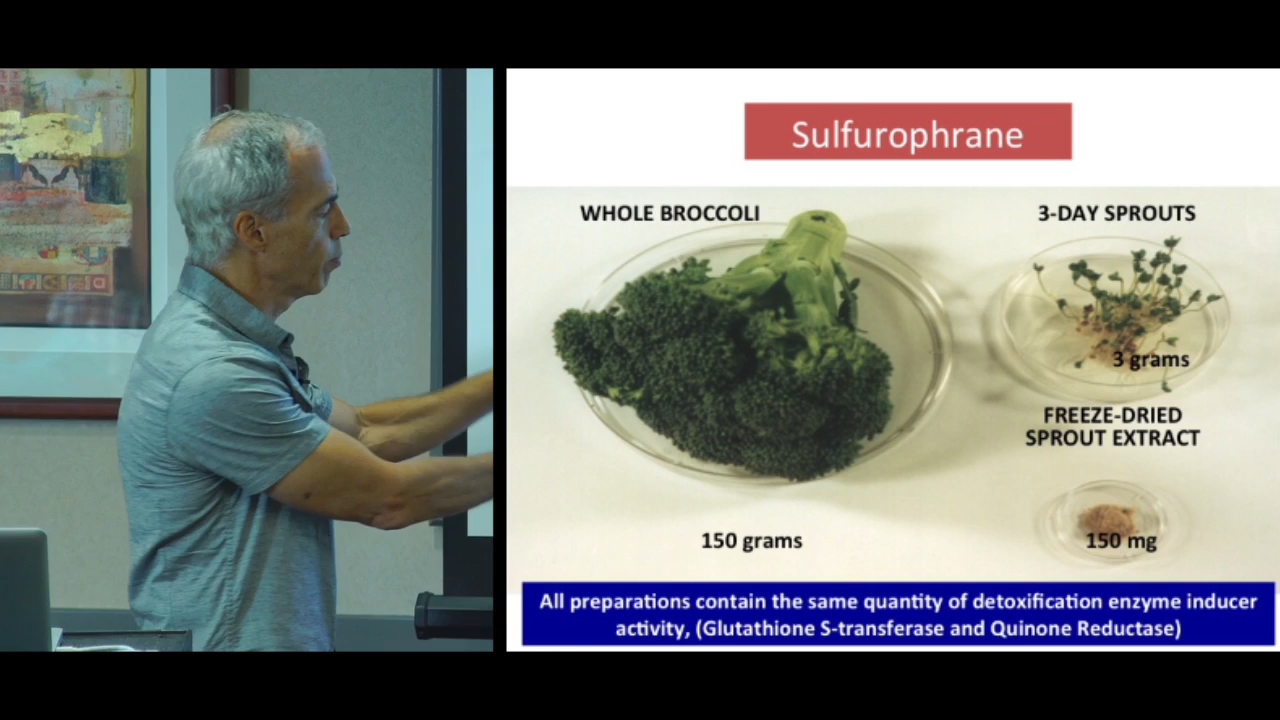 Sulfurophrane
WHOLE BROCCOLI
3-DAY SPROUTS
3 grams
FREEZE-DRIED
SPROUT EXTRACT
150 grams
150 mg
All preparations contain the same quantity of detoxification enzyme inducer
activity, (Glutathione S-transferase and Quinone Reductase)